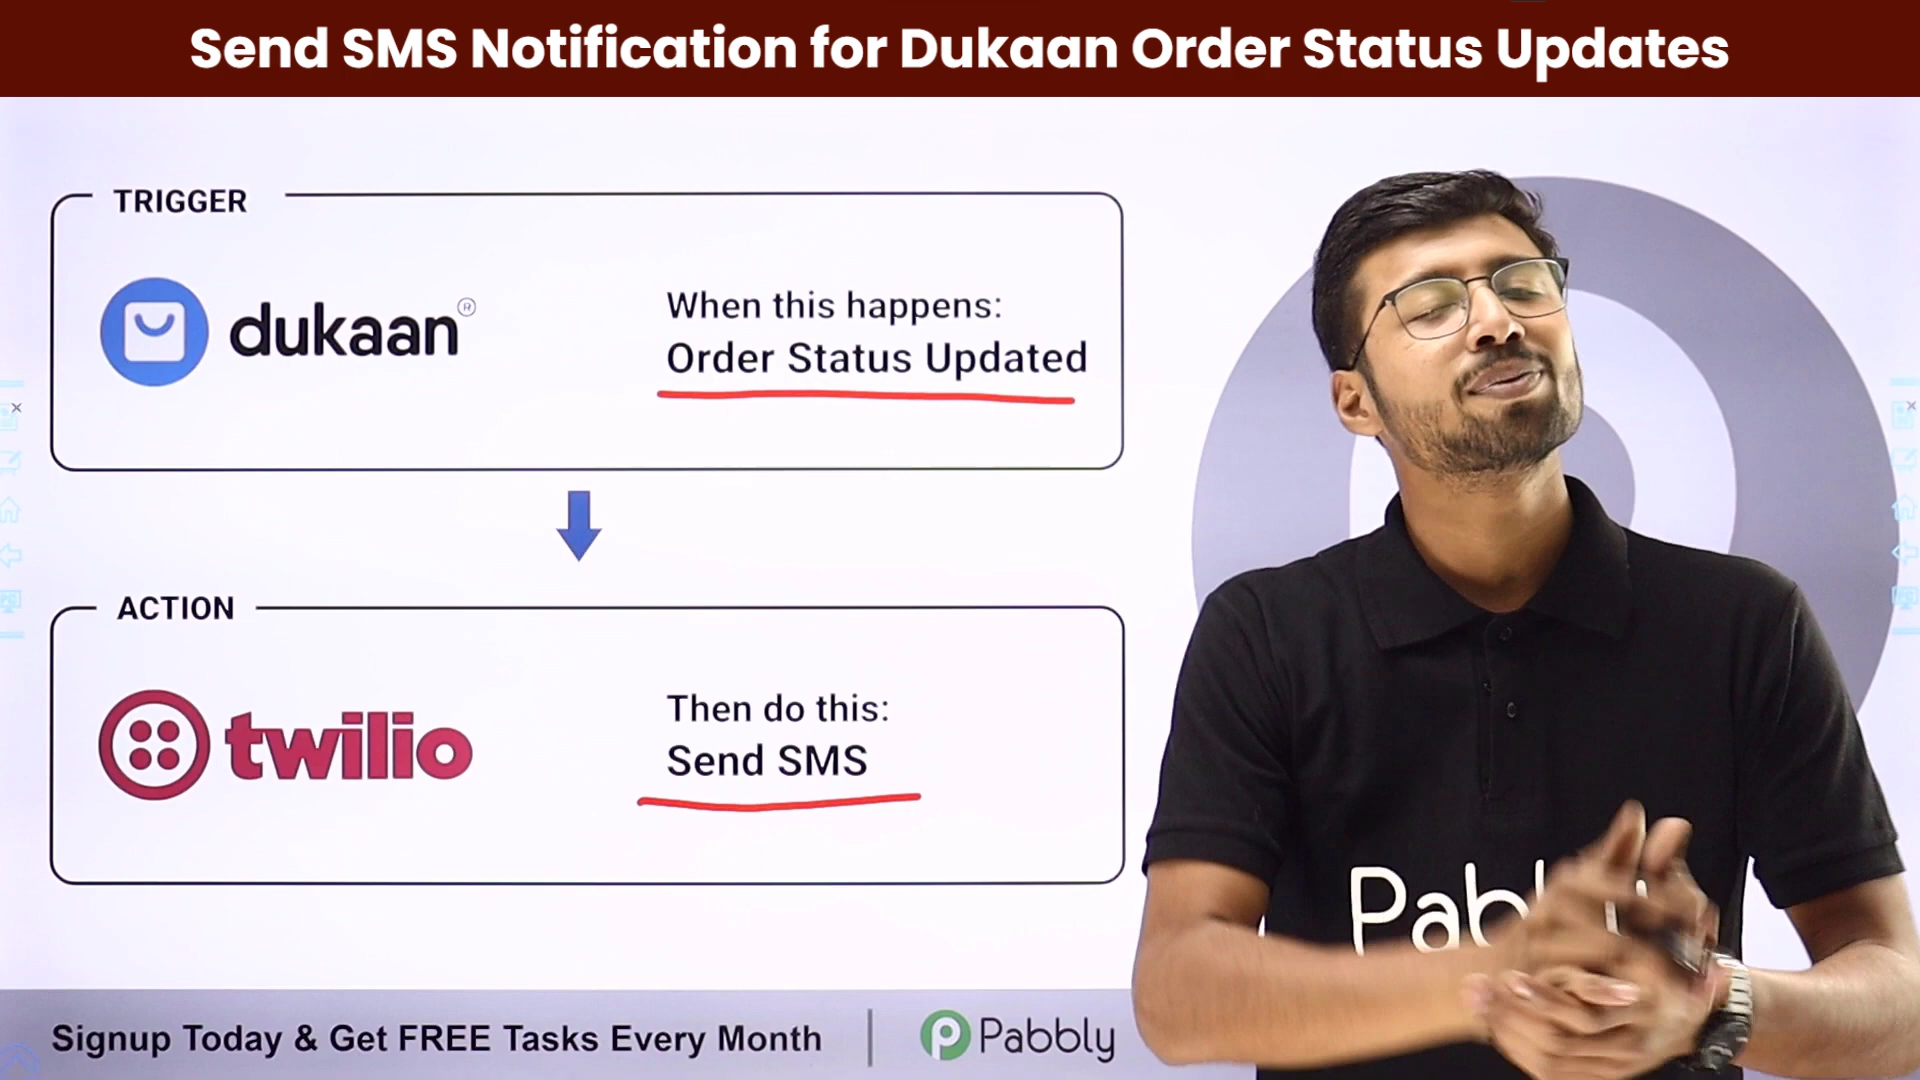 Send SMS Notification for Dukaan Order Status Updates
TRIGGER
dukaan®
When this happens:
Order Status Updated
ACTION
twilio
Then do this:
Send SMS
Signup Today & Get FREE Tasks Every Month
Pabbly